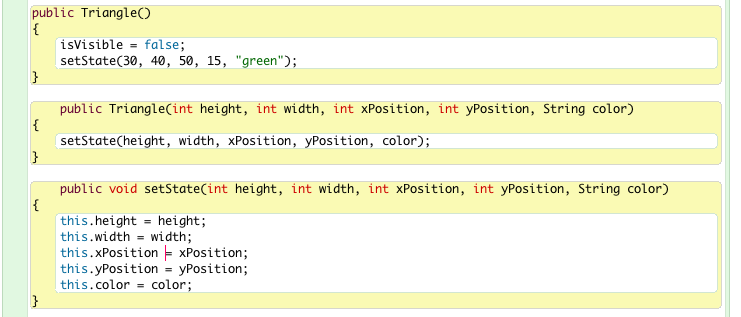 public Triangle()
{
isVisible = false;
setState(30, 40, 50, 15, "green");
}
public Triangle(int height, int width, int xPosition, int yPosition, String color)
{
setState(height, width, xPosition, yPosition, color);
}
public void setState(int height, int width, int xPosition, int yPosition, String color)
{
this.height = height;
this.width = width;
this.xPosition = xPosition;
this.yPosition = yPosition;
this.color = color;
}